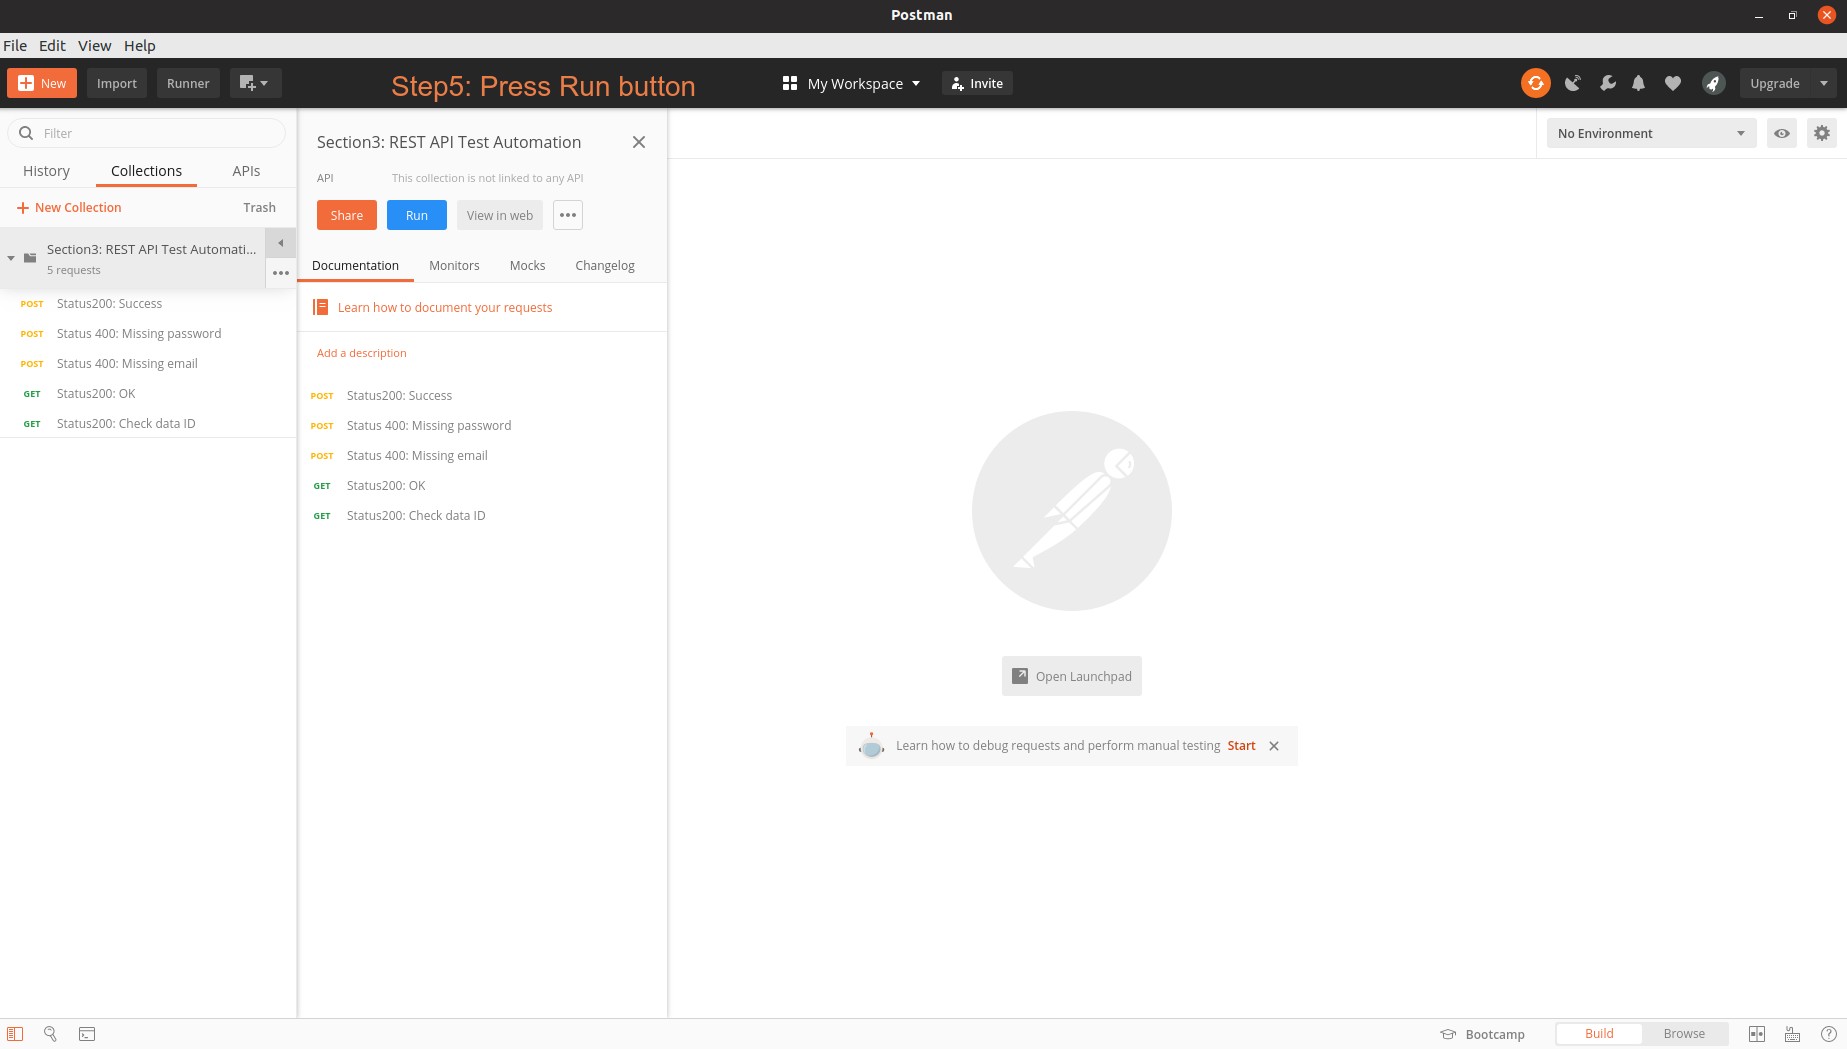 Postman
File Edit View Help
New Import Runner
Step5: Press Run button
My Workspace Invite
Upgrade
Filter
History Collections APIs
New Collection Trash
Section3: REST API Test Automati...
5 requests
POST Status200: Success
POST Status 400: Missing password
POST Status 400: Missing email
GET Status200: OK
GET Status200: Check data ID
Section3: REST API Test Automation
API This collection is not linked to any API
Share Run View in web
Documentation Monitors Mocks Changelog
Learn how to document your requests
Add a description
POST Status200: Success
POST Status 400: Missing password
POST Status 400: Missing email
GET Status200: OK
GET Status200: Check data ID
No Environment
Open Launchpad
Learn how to debug requests and perform manual testing Start
Bootcamp Build Browse